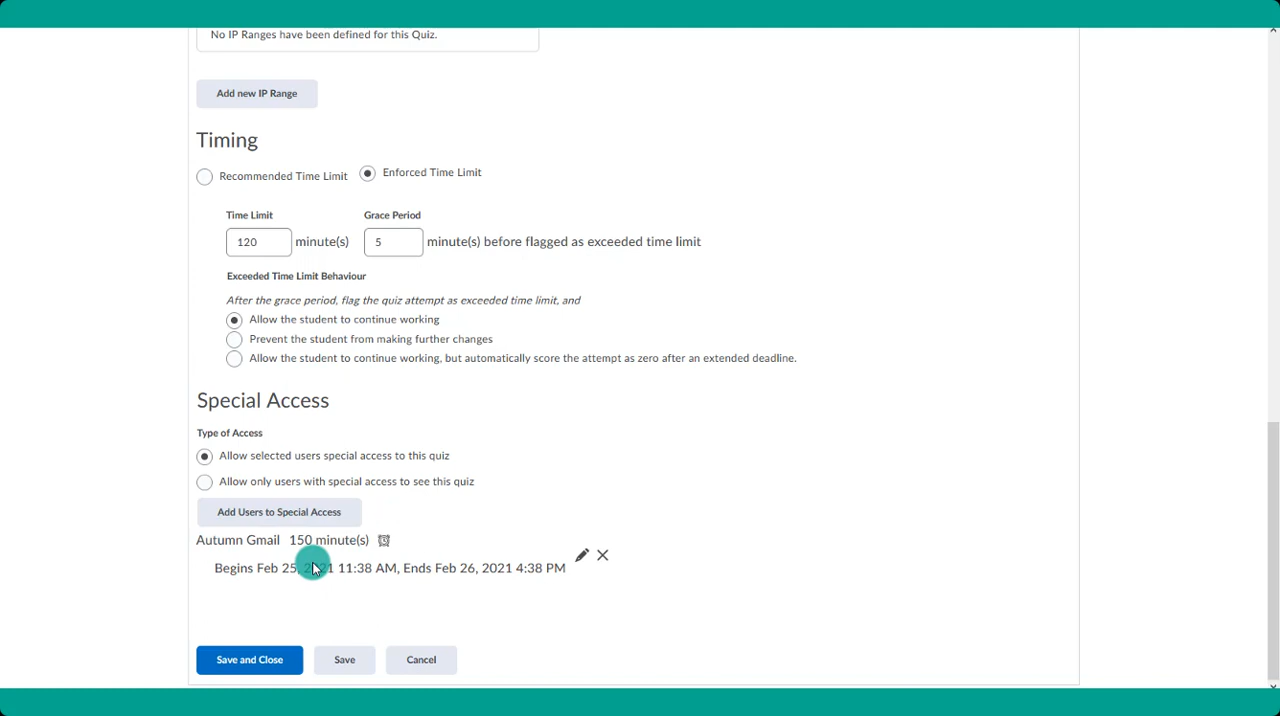 No IP Ranges have been defined for this Quiz.
Add new IP Range
Timing
Recommended Time Limit Enforced Time Limit
Time Limit Grace Period
120 minute(s) 5 minute(s) before flagged as exceeded time limit
Exceeded Time Limit Behaviour
After the grace period, flag the quiz attempt as exceeded time limit, and
Allow the student to continue working
Prevent the student from making further changes
Allow the student to continue working, but automatically score the attempt as zero after an extended deadline.
Special Access
Type of Access
Allow selected users special access to this quiz
Allow only users with special access to see this quiz
Add Users to Special Access
Autumn Gmail 150 minute(s)
Begins Feb 25, 2021 11:38 AM, Ends Feb 26, 2021 4:38 PM
Save and Close Save Cancel